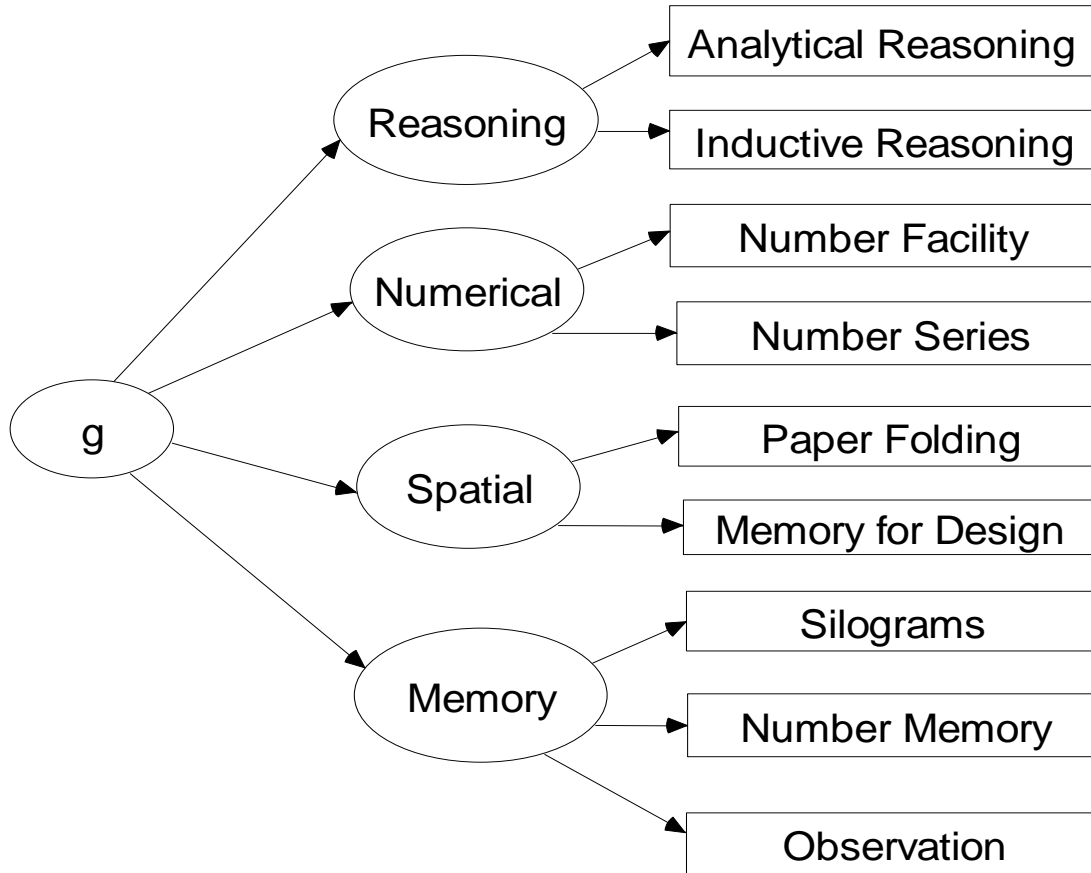 Analytical Reasoning
Reasoning
Inductive Reasoning
Number Facility
Numerical
Number Series
g
Paper Folding
Spatial
Memory for Design
Silograms
Memory
Number Memory
Observation